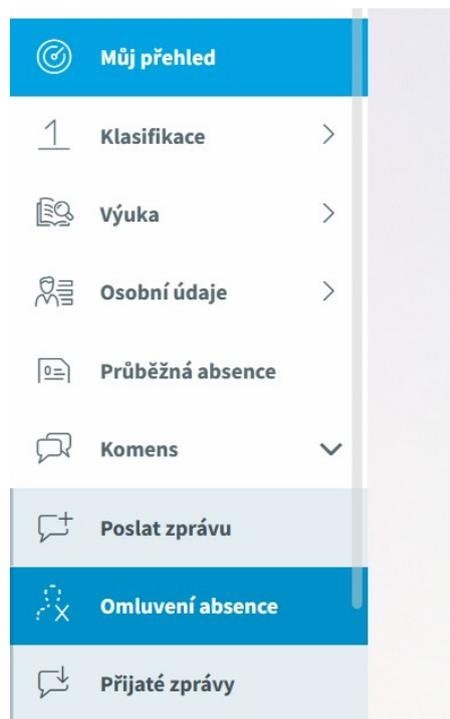 Můj přehled
1 Klasifikace
Výuka
Osobní údaje
Průběžná absence
Komens
Poslat zprávu
Omluvení absence
Přijaté zprávy